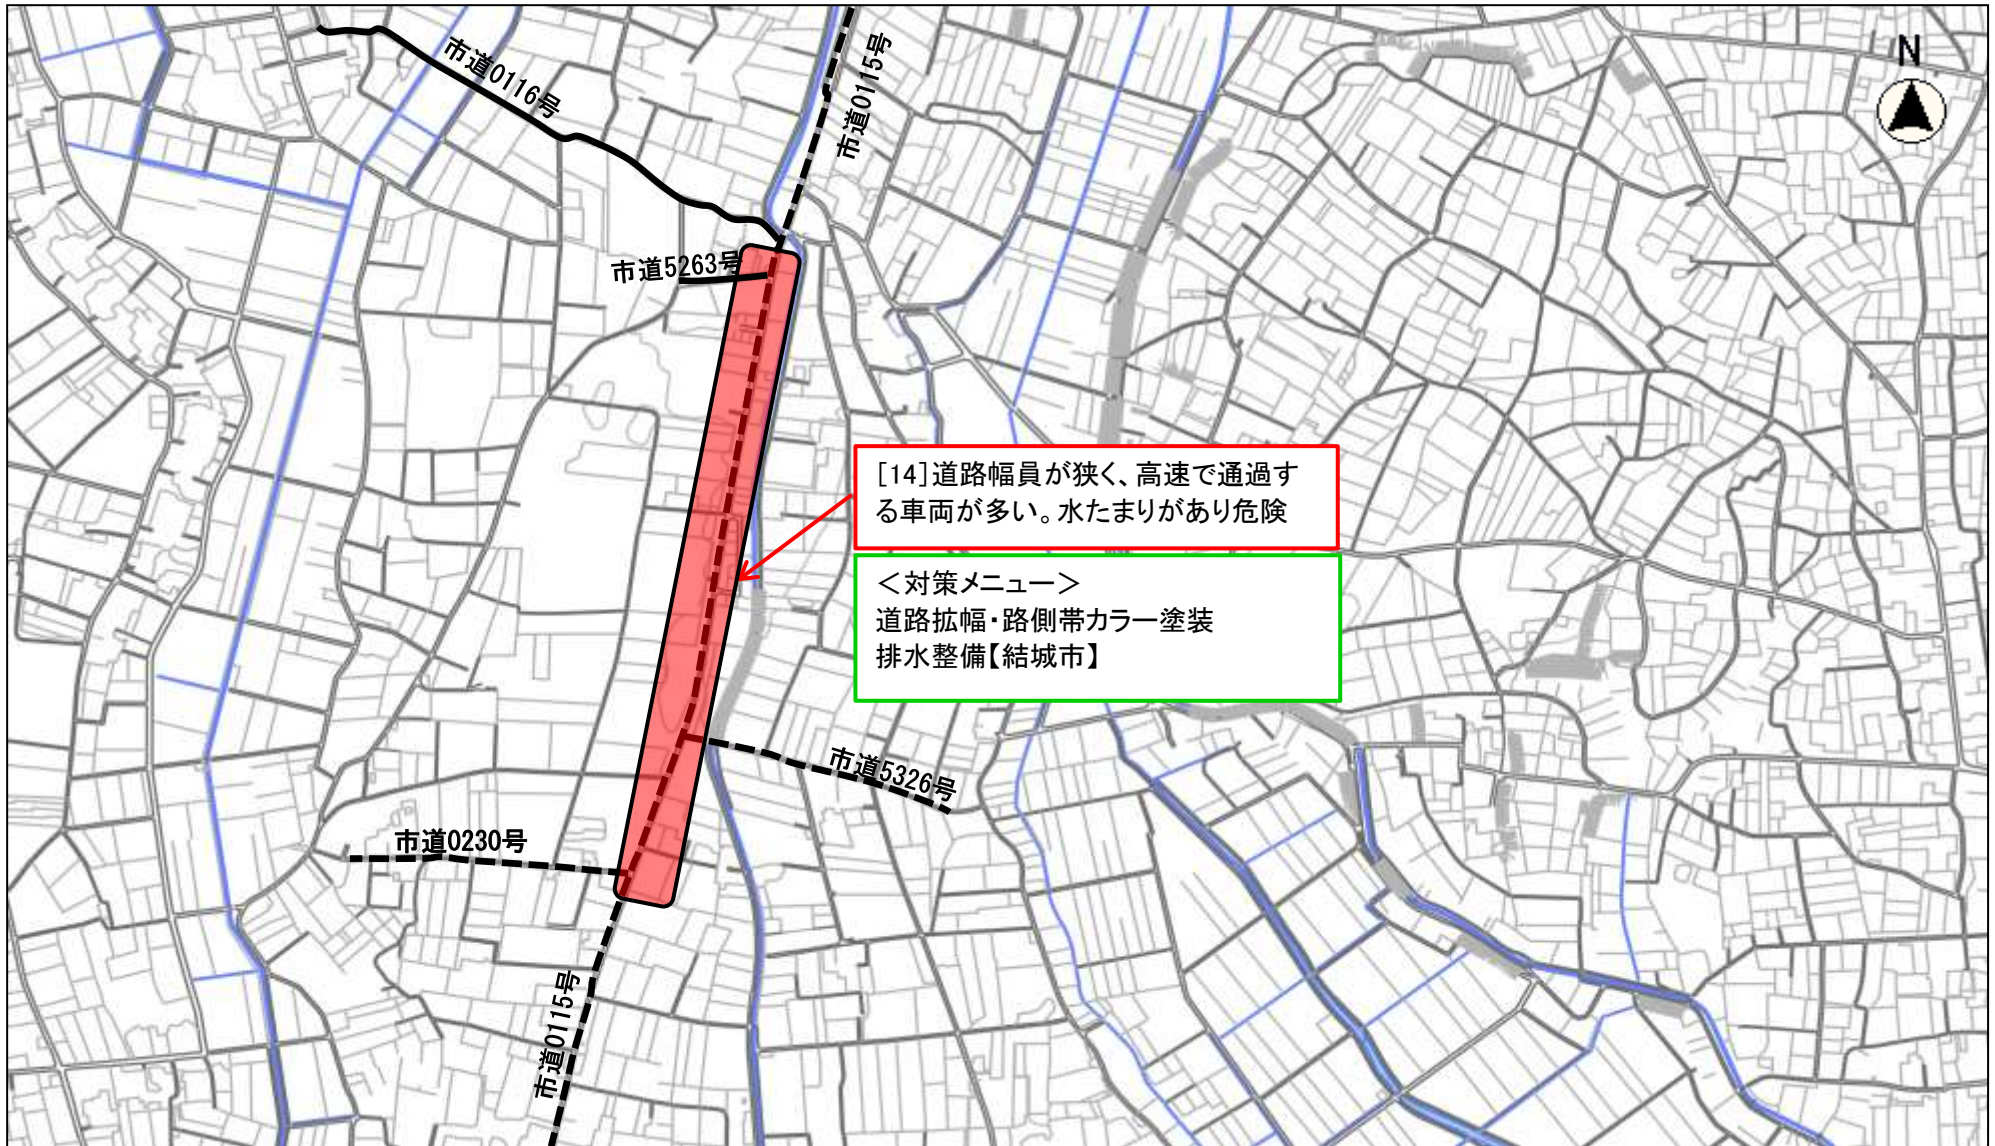 N
市道0116号
市道0115号
市道5263号
[14]道路幅員が狭く、高速で通過す
る車両が多い。水たまりがあり危険
＜対策メニュー＞
道路拡幅・路側帯カラー塗装
排水整備【結城市】
市道5326号
市道0230号
市道0115号